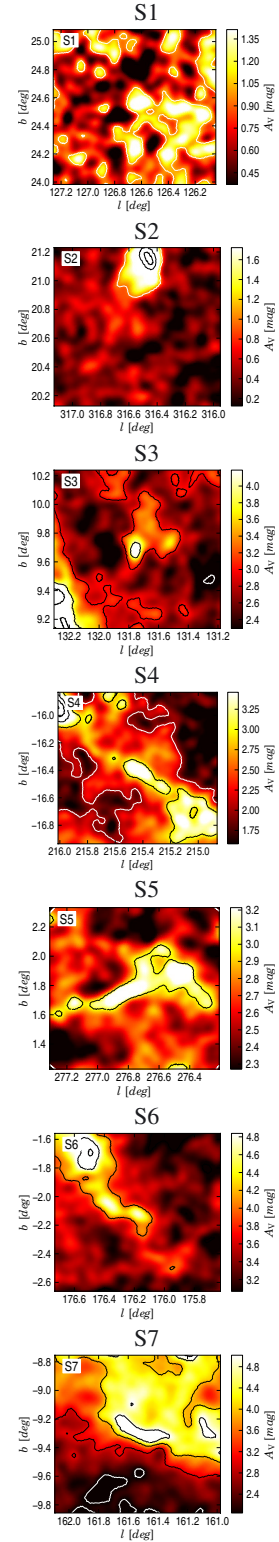 S1
S1
25.0
24.8
24.6
24.4
24.2
24.0
b [deg]
127.2 127.0 126.8 126.6 126.4 126.2
l [deg]
1.35
1.20
1.05
0.90
0.75
0.60
0.45
A_V [mag]
S2
S2
21.2
21.0
20.8
20.6
20.4
20.2
b [deg]
317.0 316.8 316.6 316.4 316.2 316.0
l [deg]
1.6
1.4
1.2
1.0
0.8
0.6
0.4
0.2
A_V [mag]
S3
S3
10.2
10.0
9.8
9.6
9.4
9.2
b [deg]
132.2 132.0 131.8 131.6 131.4 131.2
l [deg]
4.0
3.8
3.6
3.4
3.2
3.0
2.8
2.6
2.4
A_V [mag]
S4
S4
−16.0
−16.2
−16.4
−16.6
−16.8
b [deg]
216.0 215.8 215.6 215.4 215.2 215.0
l [deg]
3.25
3.00
2.75
2.50
2.25
2.00
1.75
A_V [mag]
S5
S5
2.2
2.0
1.8
1.6
1.4
b [deg]
277.2 277.0 276.8 276.6 276.4
l [deg]
3.2
3.1
3.0
2.9
2.8
2.7
2.6
2.5
2.4
2.3
A_V [mag]
S6
S6
−1.6
−1.8
−2.0
−2.2
−2.4
−2.6
b [deg]
176.6 176.4 176.2 176.0 175.8
l [deg]
4.8
4.6
4.4
4.2
4.0
3.8
3.6
3.4
3.2
A_V [mag]
S7
S7
−8.8
−9.0
−9.2
−9.4
−9.6
−9.8
b [deg]
162.0 161.8 161.6 161.4 161.2 161.0
l [deg]
4.8
4.4
4.0
3.6
3.2
2.8
2.4
A_V [mag]